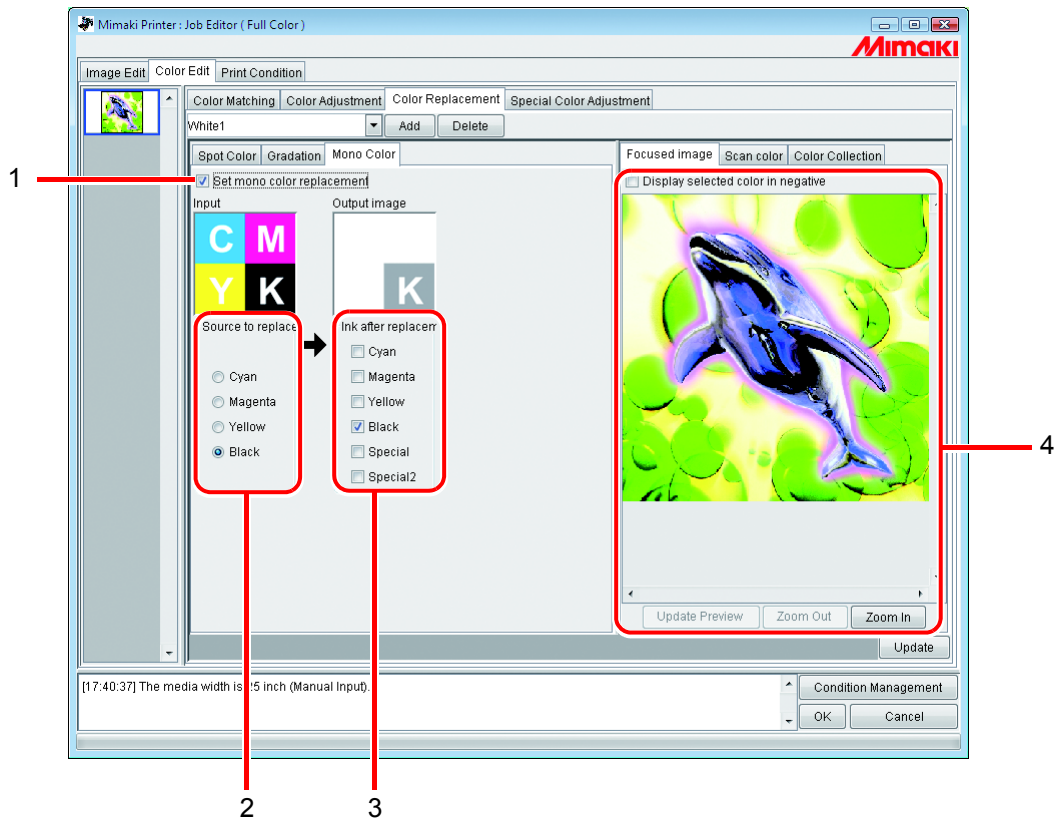 Mimaki Printer : Job Editor ( Full Color )
Mimaki
Image Edit Color Edit Print Condition
Color Matching Color Adjustment Color Replacement Special Color Adjustment
White1 Add Delete
Spot Color Gradation Mono Color
Focused image Scan color Color Collection
1
Set mono color replacement
Display selected color in negative
Input Output image
C M
Y K
K
Source to replace
Ink after replacem
Cyan
Magenta
Yellow
Black
Cyan
Magenta
Yellow
Black
Special
Special2
4
Update Preview Zoom Out Zoom In
Update
[17:40:37] The media width is 25 inch (Manual Input).
Condition Management
OK Cancel
2 3